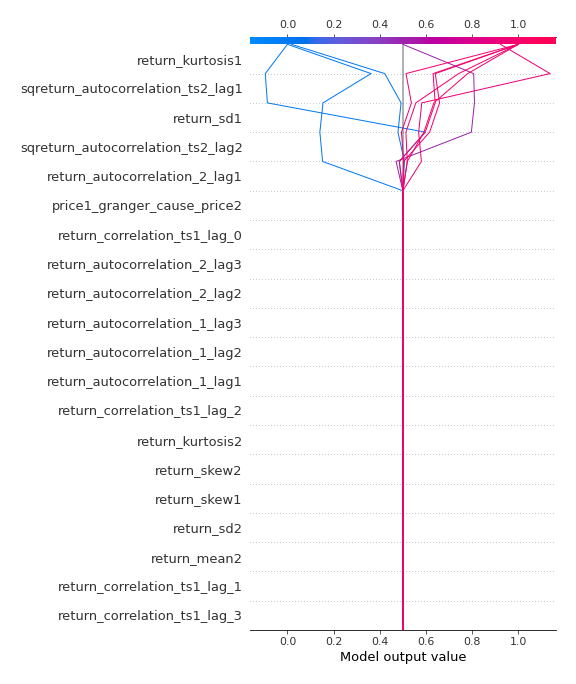 0.0 0.2 0.4 0.6 0.8 1.0
return_kurtosis1
sqreturn_autocorrelation_ts2_lag1
return_sd1
sqreturn_autocorrelation_ts2_lag2
return_autocorrelation_2_lag1
price1_granger_cause_price2
return_correlation_ts1_lag_0
return_autocorrelation_2_lag3
return_autocorrelation_2_lag2
return_autocorrelation_1_lag3
return_autocorrelation_1_lag2
return_autocorrelation_1_lag1
return_correlation_ts1_lag_2
return_kurtosis2
return_skew2
return_skew1
return_sd2
return_mean2
return_correlation_ts1_lag_1
return_correlation_ts1_lag_3
0.0 0.2 0.4 0.6 0.8 1.0
Model output value